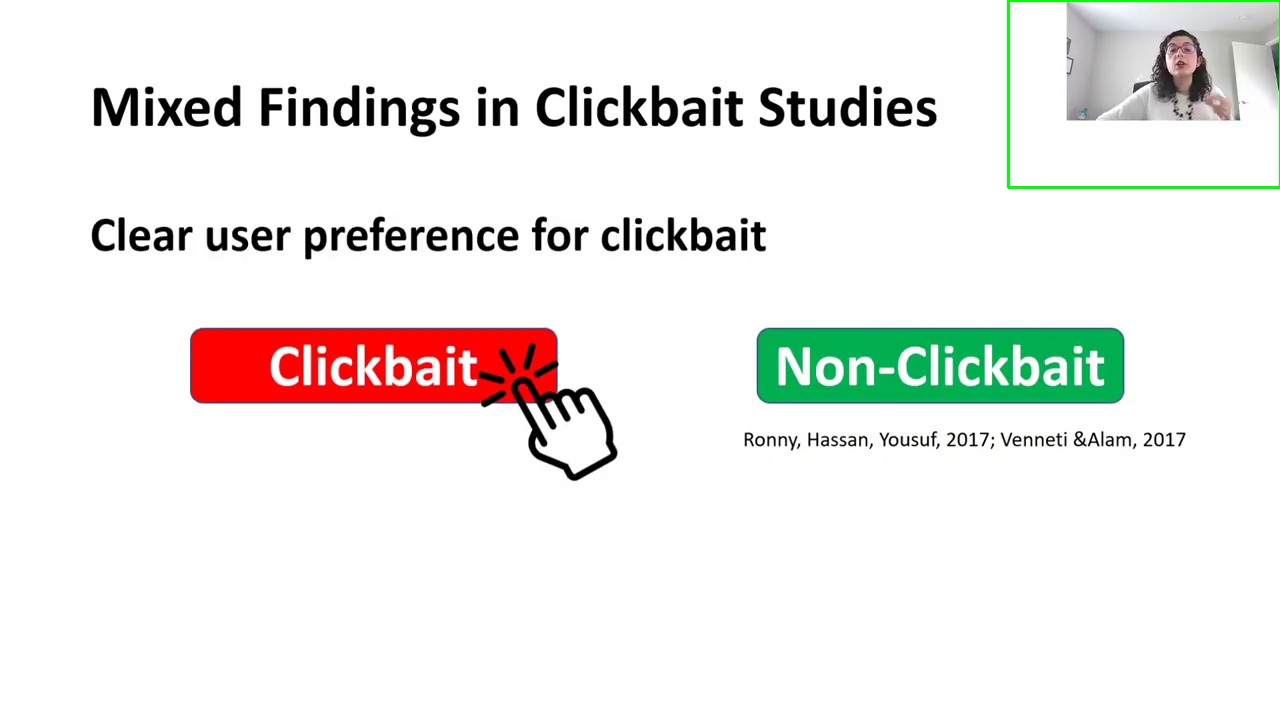 Mixed Findings in Clickbait Studies
Clear user preference for clickbait
Clickbait
Non-Clickbait
Ronny, Hassan, Yousuf, 2017; Venneti &Alam, 2017